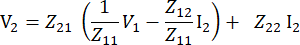 V₂ = Z₂₁ (1/Z₁₁ V₁ − Z₁₂/Z₁₁ I₂) + Z₂₂ I₂